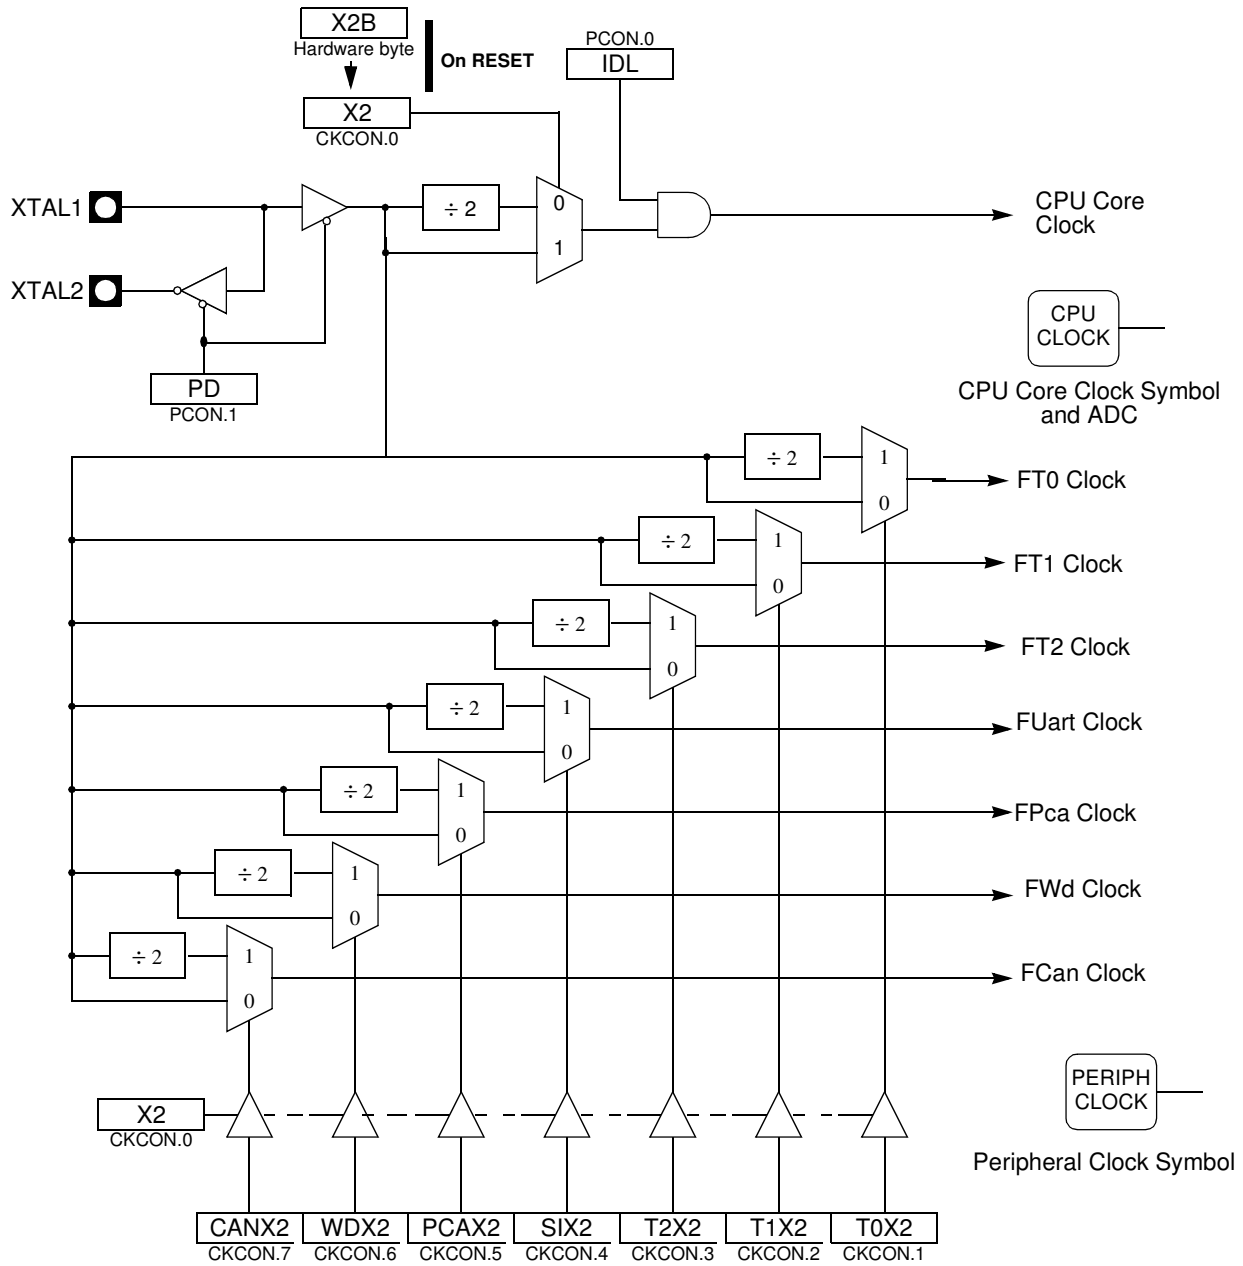 X2B
Hardware byte
On RESET
X2
CKCON.0
PCON.0
IDL
XTAL1
÷ 2
0
1
CPU Core
Clock
XTAL2
PD
PCON.1
CPU
CLOCK
CPU Core Clock Symbol
and ADC
÷ 2
1
0
FT0 Clock
÷ 2
1
0
FT1 Clock
÷ 2
1
0
FT2 Clock
÷ 2
1
0
FUart Clock
÷ 2
1
0
FPca Clock
÷ 2
1
0
FWd Clock
÷ 2
1
0
FCan Clock
X2
CKCON.0
PERIPH
CLOCK
Peripheral Clock Symbol
CANX2
CKCON.7
WDX2
CKCON.6
PCAX2
CKCON.5
SIX2
CKCON.4
T2X2
CKCON.3
T1X2
CKCON.2
T0X2
CKCON.1